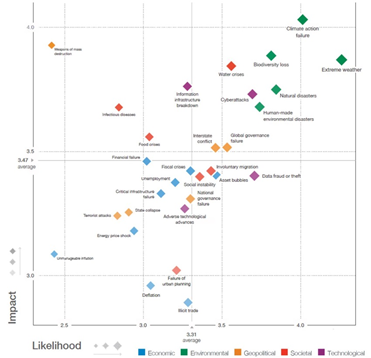 4.0
Climate action
failure
Weapons of mass
destruction
Biodiversity loss
Extreme weather
Water crises
Natural disasters
Information
infrastructure
breakdown
Cyberattacks
Human-made
environmental disasters
Infectious diseases
Food crises
Interstate
conflict
Global governance
failure
3.5
3.47
average
Financial failure
Fiscal crises
Involuntary migration
Unemployment
Asset bubbles
Data fraud or theft
Social instability
Critical infrastructure
failure
National
governance
failure
Terrorist attacks
State collapse
Adverse technological
advances
Energy price shock
Unmanageable inflation
3.0
Failure of
urban planning
Deflation
Illicit trade
Impact
2.5
3.0
3.31
average
3.5
4.0
Likelihood
Economic
Environmental
Geopolitical
Societal
Technological